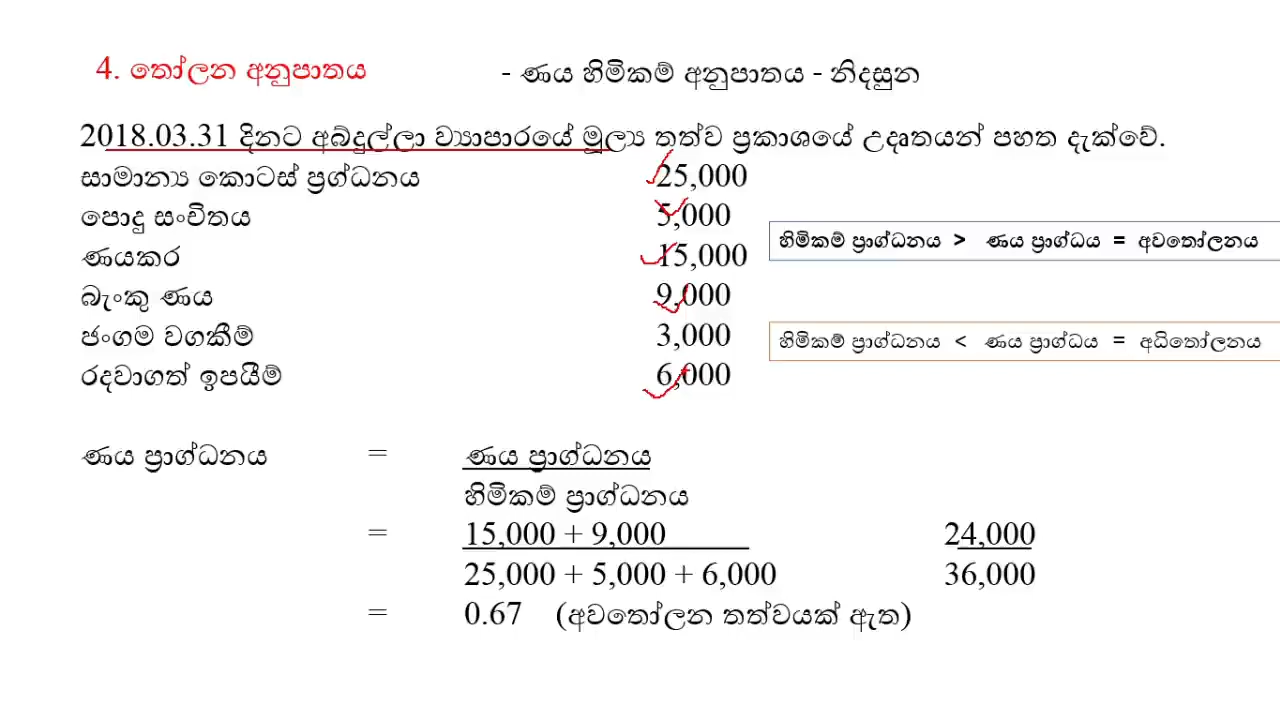 4. තෝලන අනුපාතය - ණය හිමිකම් අනුපාතය - නිදසුන
2018.03.31 දිනට අබ්දුල්ලා ව්‍යාපාරයේ මූල්‍ය තත්ව ප්‍රකාශයේ උදෘතයන් පහත දැක්වේ.
සාමාන්‍ය කොටස් ප්‍රග්ධනය 25,000
පොදු සංචිතය 5,000
හිමිකම් ප්‍රාග්ධනය > ණය ප්‍රාග්ධය = අවතෝලනය
ණයකර 15,000
බැංකු ණය 9,000
ජංගම වගකීම් 3,000
හිමිකම් ප්‍රාග්ධනය < ණය ප්‍රාග්ධය = අධිතෝලනය
රදවාගත් ඉපයීම් 6,000
ණය ප්‍රාග්ධනය = ණය ප්‍රාග්ධනය
හිමිකම් ප්‍රාග්ධනය
= 15,000 + 9,000 24,000
25,000 + 5,000 + 6,000 36,000
= 0.67 (අවතෝලන තත්වයක් ඇත)